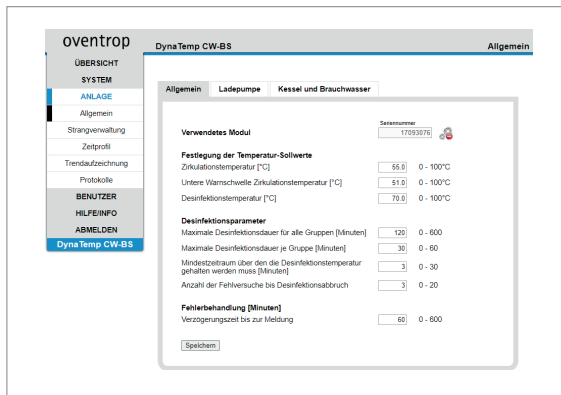 oventrop
DynaTemp CW-BS
Allgemein
ÜBERSICHT
SYSTEM
ANLAGE
Allgemein
Strangverwaltung
Zeitprofil
Trendaufzeichnung
Protokolle
BENUTZER
HILFE/INFO
ABMELDEN
DynaTemp CW-BS
Allgemein Ladepumpe Kessel und Brauchwasser
Seriennummer
Verwendetes Modul 17093076
Festlegung der Temperatur-Sollwerte
Zirkulationstemperatur [°C] 55.0 0 - 100°C
Untere Warnschwelle Zirkulationstemperatur [°C] 51.0 0 - 100°C
Desinfektionstemperatur [°C] 70.0 0 - 100°C
Desinfektionsparameter
Maximale Desinfektionsdauer für alle Gruppen [Minuten] 120 0 - 600
Maximale Desinfektionsdauer je Gruppe [Minuten] 30 0 - 60
Mindestzeitraum über den die Desinfektionstemperatur
gehalten werden muss [Minuten] 3 0 - 30
Anzahl der Fehlversuche bis Desinfektionsabbruch 3 0 - 20
Fehlerbehandlung [Minuten]
Verzögerungszeit bis zur Meldung 60 0 - 600
Speichern